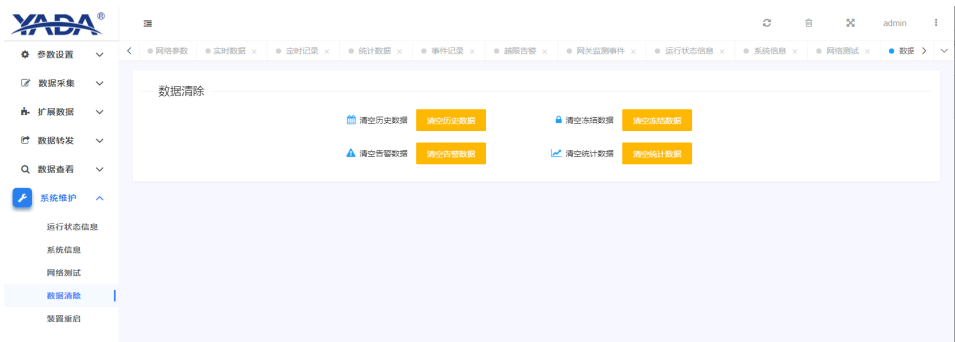 YADA®
admin
参数设置
网络参数 实时数据 定时记录 统计数据 事件记录 越限告警 网关监测事件 运行状态信息 系统信息 网络测试 数据
数据采集
扩展数据
数据转发
数据查看
系统维护
运行状态信息
系统信息
网络测试
数据清除
装置重启
数据清除
清空历史数据 清空历史数据 清空冻结数据 清空冻结数据
清空告警数据 清空告警数据 清空统计数据 清空统计数据